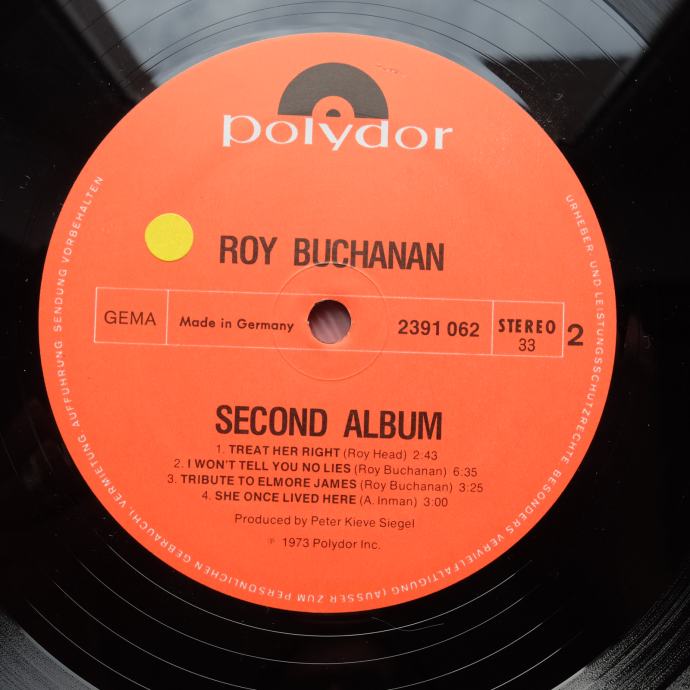 polydor
ROY BUCHANAN
GEMA
Made in Germany
2391 062
STEREO
33
2
SECOND ALBUM
1. TREAT HER RIGHT (Roy Head) 2:43
2. I WON'T TELL YOU NO LIES (Roy Buchanan) 6:35
3. TRIBUTE TO ELMORE JAMES (Roy Buchanan) 3:25
4. SHE ONCE LIVED HERE (A. Inman) 3:00
Produced by Peter Kieve Siegel
℗ 1973 Polydor Inc.
URHEBER- UND LEISTUNGSSCHUTZRECHTE BESONDERS VERVIELFÄLTIGUNG (AUSSER ZUM PERSÖNLICHEN GEBRAUCH), VERMIETUNG AUFFÜHRUNG SENDUNG VORBEHALTEN